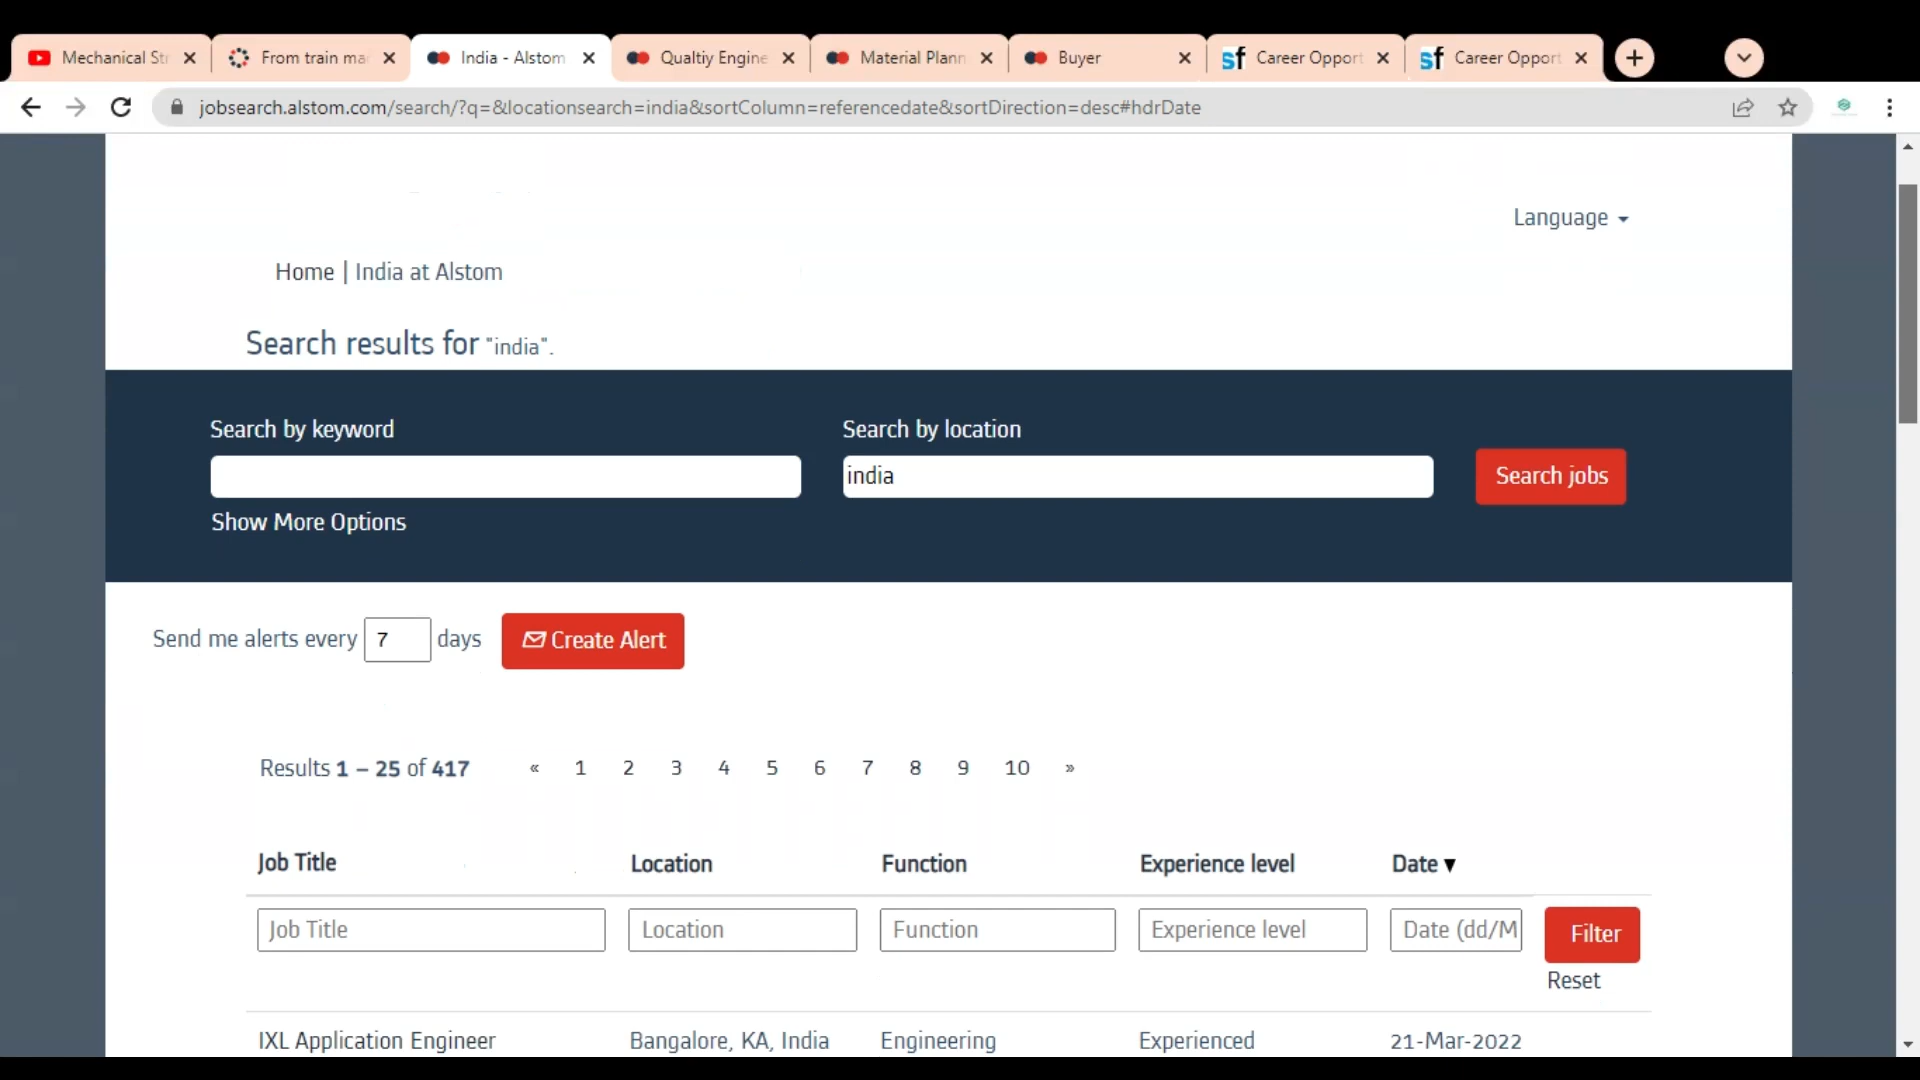 Mechanical St
From train ma
India - Alstom
Qualtiy Engine
Material Plann
Buyer
sf Career Opport
sf Career Opport
jobsearch.alstom.com/search/?q=&locationsearch=india&sortColumn=referencedate&sortDirection=desc#hdrDate
Language
Home | India at Alstom
Search results for "india".
Search by keyword
Search by location
india
Search jobs
Show More Options
Send me alerts every 7 days
Create Alert
Results 1 – 25 of 417 « 1 2 3 4 5 6 7 8 9 10 »
Job Title Location Function Experience level Date ▼
Job Title Location Function Experience level Date (dd/M Filter
Reset
IXL Application Engineer Bangalore, KA, India Engineering Experienced 21-Mar-2022